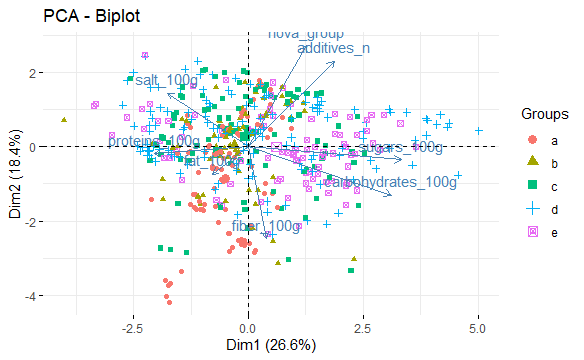 PCA - Biplot
nova_group
additives_n
salt_100g
proteins_100g
sugars_100g
fat_100g
carbohydrates_100g
fiber_100g
2
0
-2
-4
-2.5
0.0
2.5
5.0
Dim1 (26.6%)
Dim2 (18.4%)
Groups
a
b
c
d
e